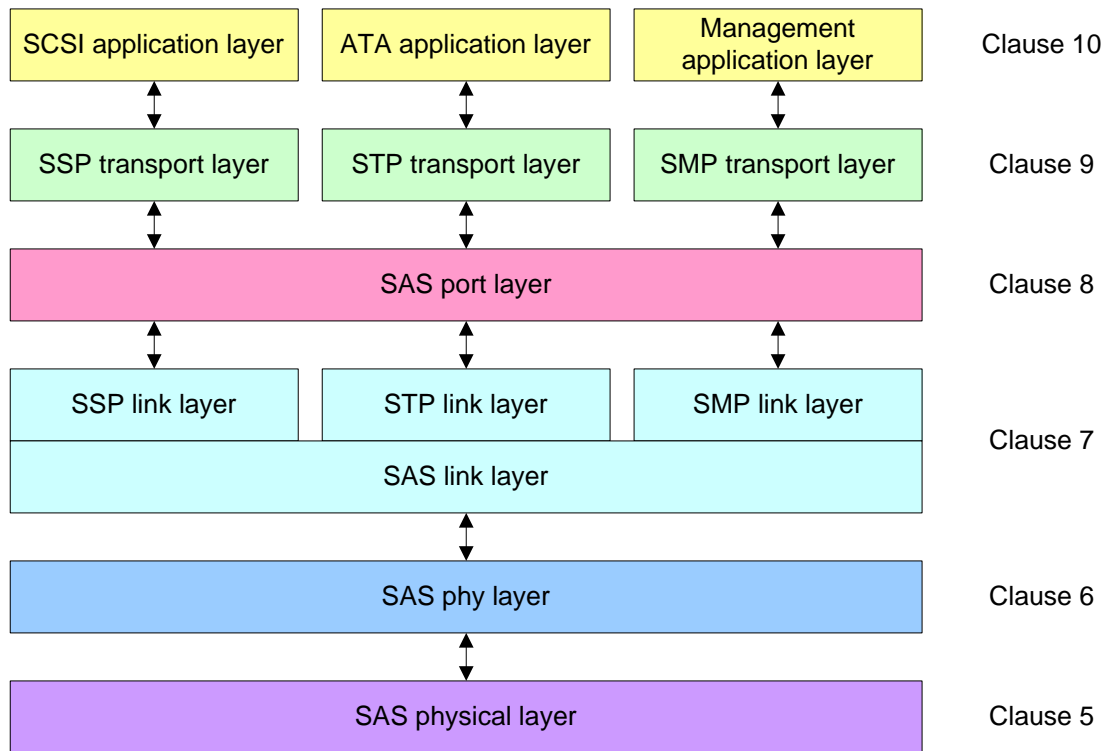 SCSI application layer
ATA application layer
Management
application layer
Clause 10
SSP transport layer
STP transport layer
SMP transport layer
Clause 9
SAS port layer
Clause 8
SSP link layer
STP link layer
SMP link layer
SAS link layer
Clause 7
SAS phy layer
Clause 6
SAS physical layer
Clause 5